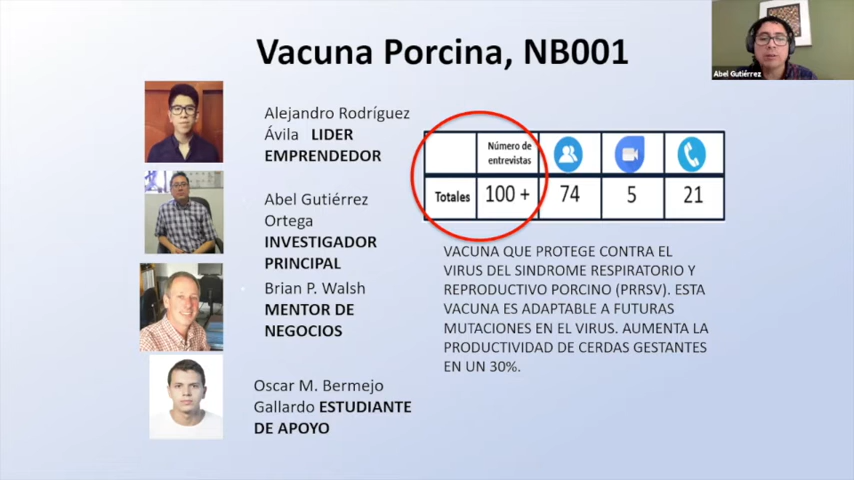 Vacuna Porcina, NB001
Abel Gutiérrez
Alejandro Rodríguez
Ávila LIDER
EMPRENDEDOR
Abel Gutiérrez
Ortega
INVESTIGADOR
PRINCIPAL
Brian P. Walsh
MENTOR DE
NEGOCIOS
Oscar M. Bermejo
Gallardo ESTUDIANTE
DE APOYO
Número de
entrevistas
Totales 100 + 74 5 21
VACUNA QUE PROTEGE CONTRA EL
VIRUS DEL SINDROME RESPIRATORIO Y
REPRODUCTIVO PORCINO (PRRSV). ESTA
VACUNA ES ADAPTABLE A FUTURAS
MUTACIONES EN EL VIRUS. AUMENTA LA
PRODUCTIVIDAD DE CERDAS GESTANTES
EN UN 30%.